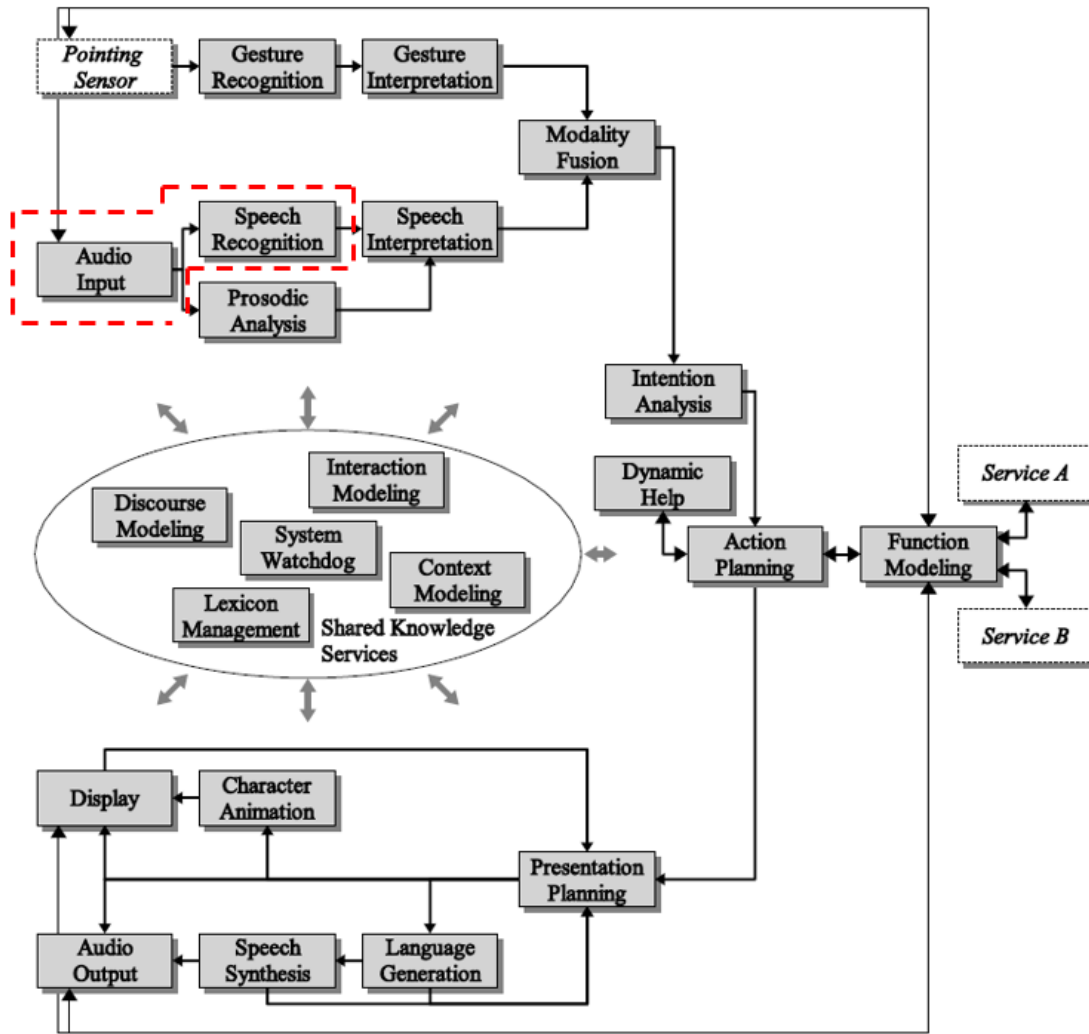 Pointing
Sensor
Gesture
Recognition
Gesture
Interpretation
Modality
Fusion
Speech
Recognition
Speech
Interpretation
Audio
Input
Prosodic
Analysis
Intention
Analysis
Interaction
Modeling
Dynamic
Help
Service A
Discourse
Modeling
System
Watchdog
Action
Planning
Function
Modeling
Context
Modeling
Lexicon
Management
Shared Knowledge
Services
Service B
Display
Character
Animation
Presentation
Planning
Audio
Output
Speech
Synthesis
Language
Generation